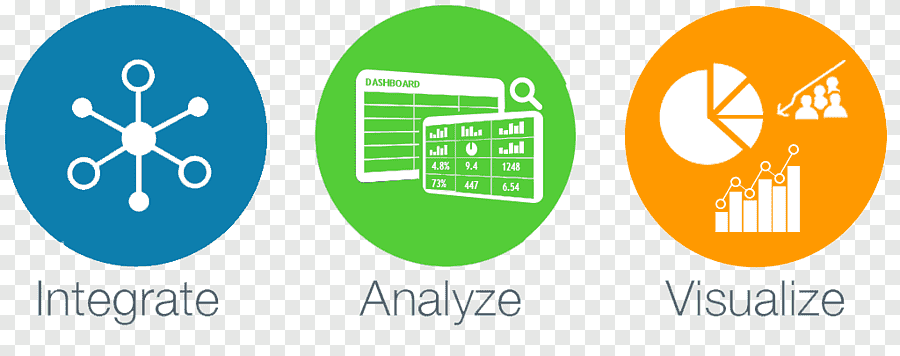 DASHBOARD
4.8% 9.4 1248
73% 447 6.54
Integrate Analyze Visualize